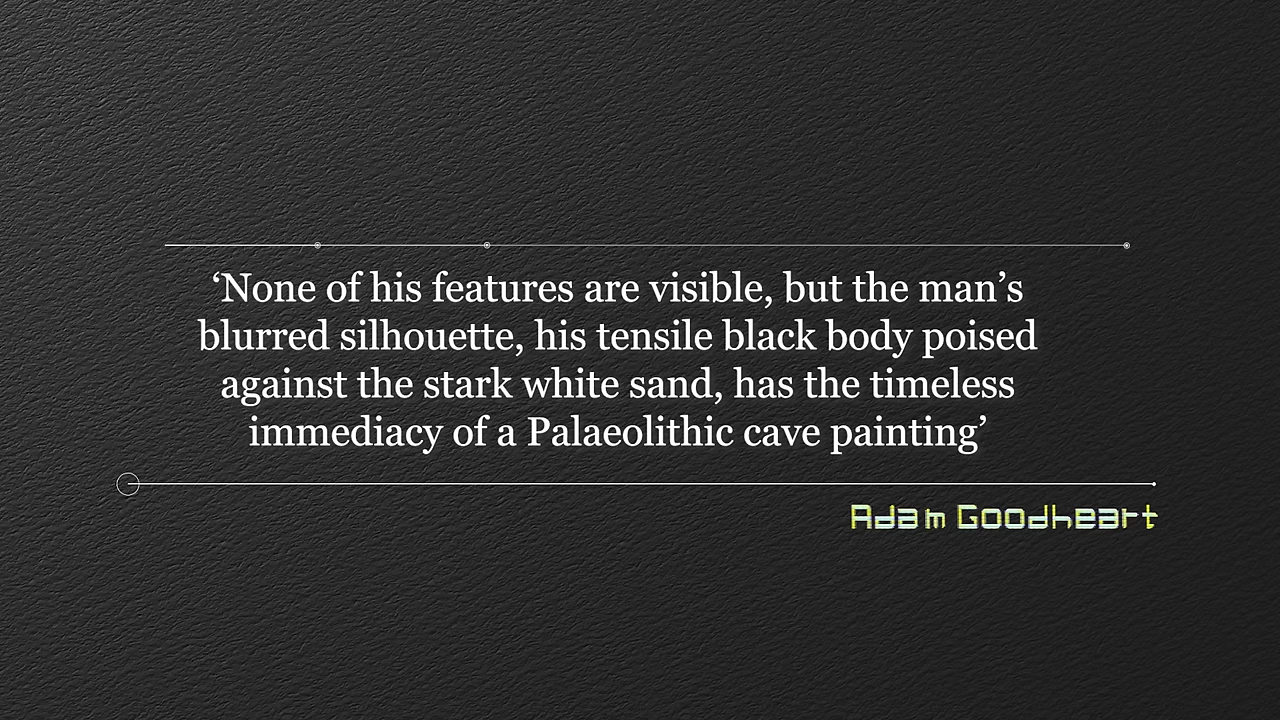 ‘None of his features are visible, but the man’s
blurred silhouette, his tensile black body poised
against the stark white sand, has the timeless
immediacy of a Palaeolithic cave painting’
Adam Goodheart